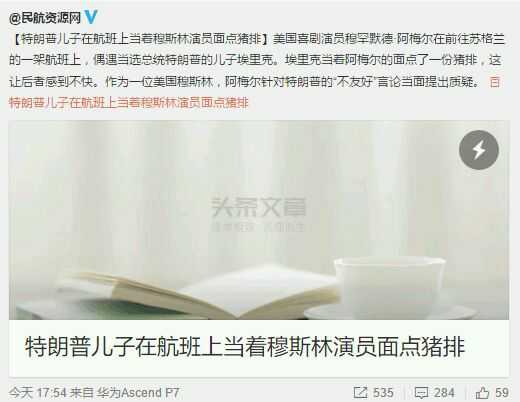 @民航资源网
【特朗普儿子在航班上当着穆斯林演员面点猪排】美国喜剧演员穆罕默德·阿梅尔在前往苏格兰
的一架航班上，偶遇当选总统特朗普的儿子埃里克。埃里克当着阿梅尔的面点了一份猪排，这
让后者感到不快。作为一位美国穆斯林，阿梅尔针对特朗普的“不友好”言论当面提出质疑。
特朗普儿子在航班上当着穆斯林演员面点猪排
头条文章
特朗普儿子在航班上当着穆斯林演员面点猪排
今天 17:54 来自 华为Ascend P7
535
284
59